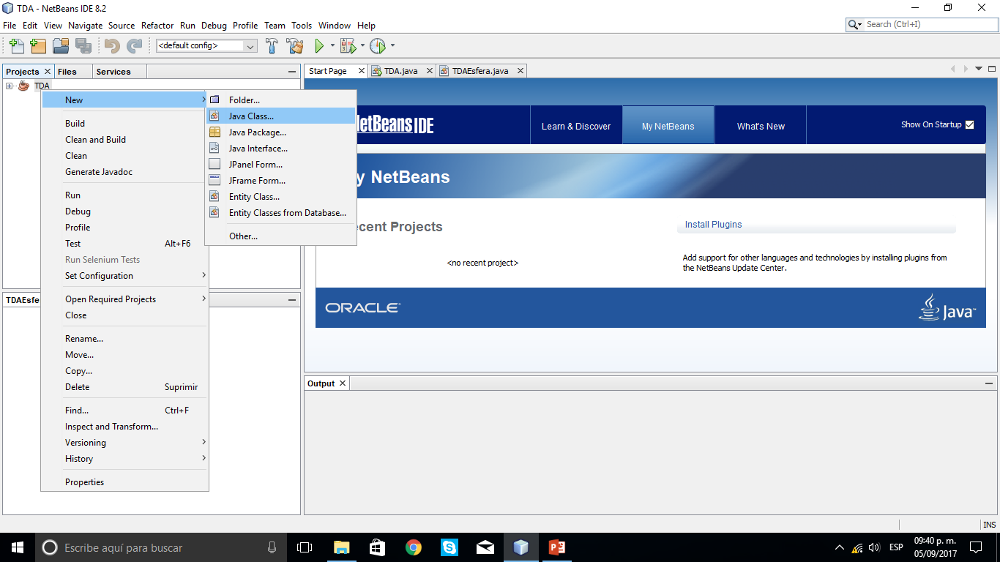 TDA - NetBeans IDE 8.2
File Edit View Navigate Source Refactor Run Debug Profile Team Tools Window Help
Search (Ctrl+I)
<default config>
Projects Files Services
Start Page TDA.java TDAEsfera.java
TDA
New
Build
Clean and Build
Clean
Generate Javadoc
Run
Debug
Profile
Test Alt+F6
Run Selenium Tests
Set Configuration
Open Required Projects
Close
Rename...
Move...
Copy...
Delete Suprimir
Find... Ctrl+F
Inspect and Transform...
Versioning
History
Properties
Folder...
Java Class...
Java Package...
Java Interface...
JPanel Form...
JFrame Form...
Entity Class...
Entity Classes from Database...
Other...
NetBeans IDE
Learn & Discover
My NetBeans
What's New
Show On Startup
y NetBeans
ecent Projects
<no recent project>
Install Plugins
Add support for other languages and technologies by installing plugins from
the NetBeans Update Center.
ORACLE
Java
TDAEsfe
Output
INS
Escribe aquí para buscar
ESP
09:40 p. m.
05/09/2017